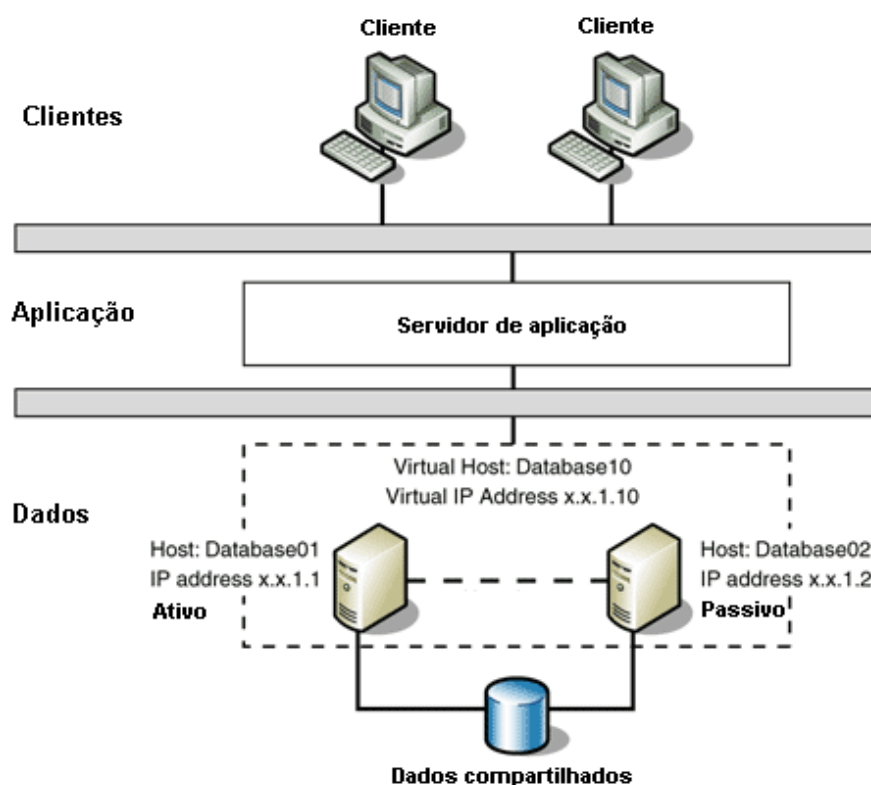 Cliente
Cliente
Clientes
Aplicação
Servidor de aplicação
Virtual Host: Database10
Virtual IP Address x.x.1.10
Dados
Host: Database01
IP address x.x.1.1
Ativo
Host: Database02
IP address x.x.1.2
Passivo
Dados compartilhados